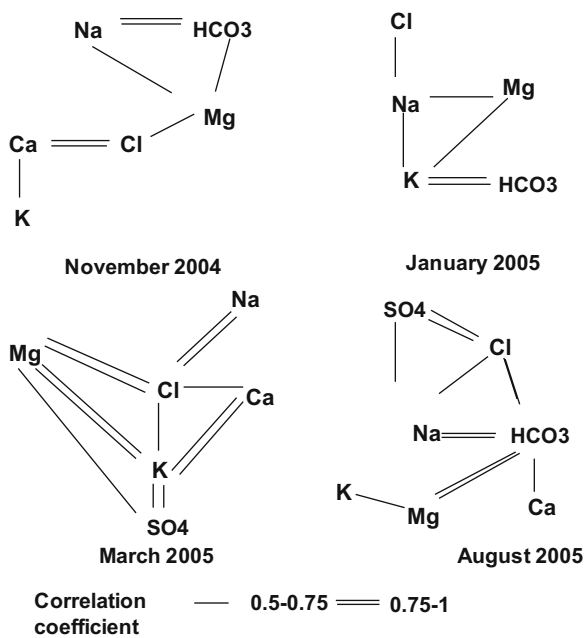 Na HCO3
Mg
Ca Cl
K
November 2004
Cl
Na Mg
K HCO3
January 2005
Na
Mg
Cl Ca
K
SO4
March 2005
SO4
Cl
Na HCO3
K
Mg Ca
August 2005
Correlation coefficient 0.5-0.75 0.75-1